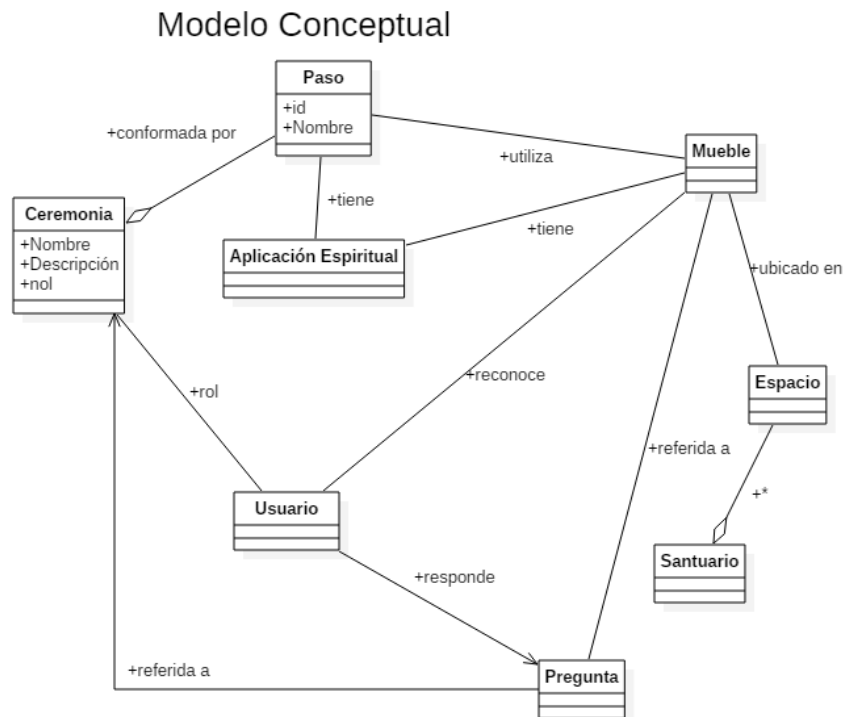 Modelo Conceptual
Paso
+id
+Nombre
+conformada por
+utiliza
Mueble
+tiene
Ceremonia
+Nombre
+Descripción
+nol
Aplicación Espiritual
+tiene
+ubicado en
+reconoce
Espacio
+rol
+referida a
+*
Usuario
Santuario
+responde
+referida a
Pregunta